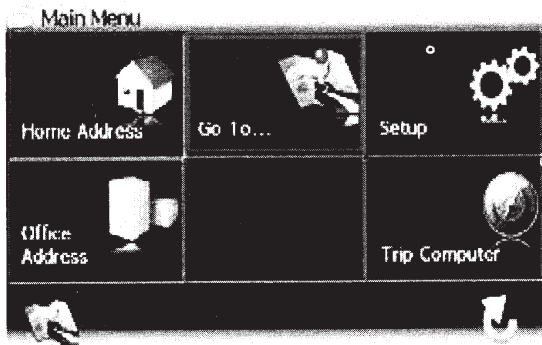 Main Menu
Home Address
Go To...
Setup
Office
Address
Trip Computer